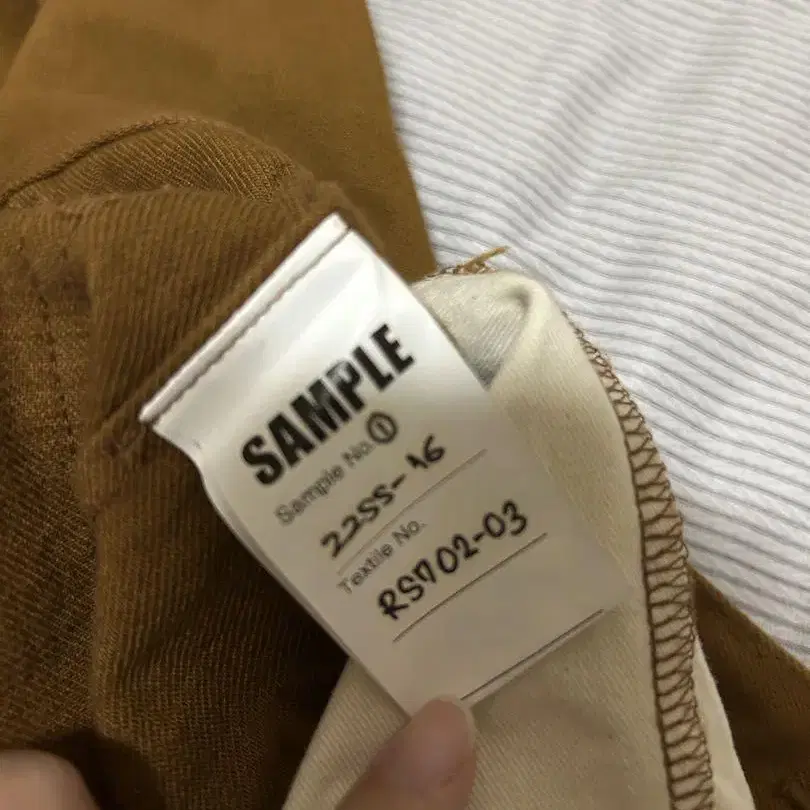 SAMPLE
Sample No. ①
22SS-16
Textile No.
RS702-03